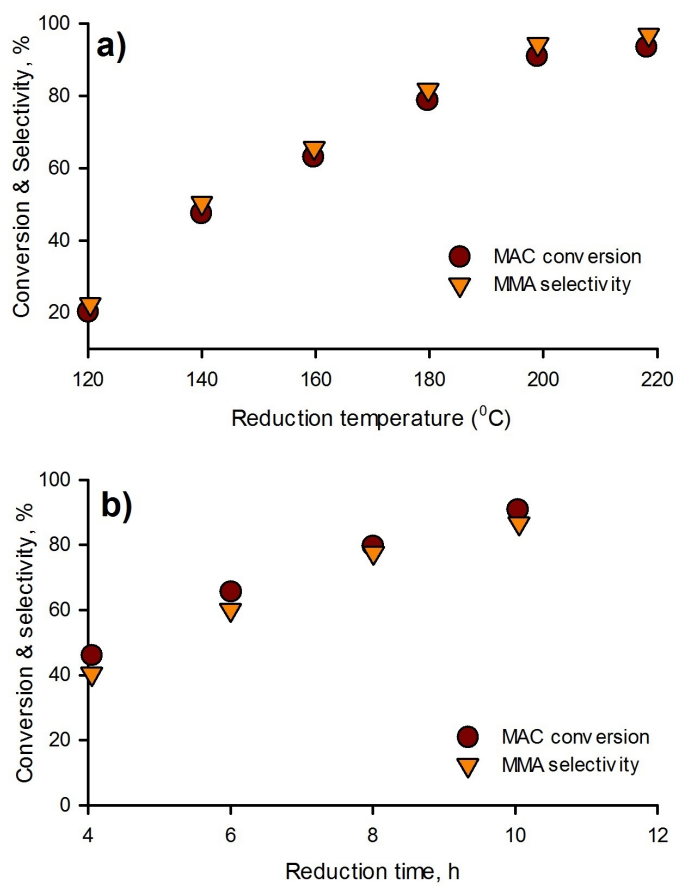 a)
100
80
60
40
20
Conversion & Selectivity, %
MAC conversion
MMA selectivity
120 140 160 180 200 220
Reduction temperature (⁰C)
b)
100
80
60
40
20
0
Conversion & selectivity, %
MAC conversion
MMA selectivity
4 6 8 10 12
Reduction time, h